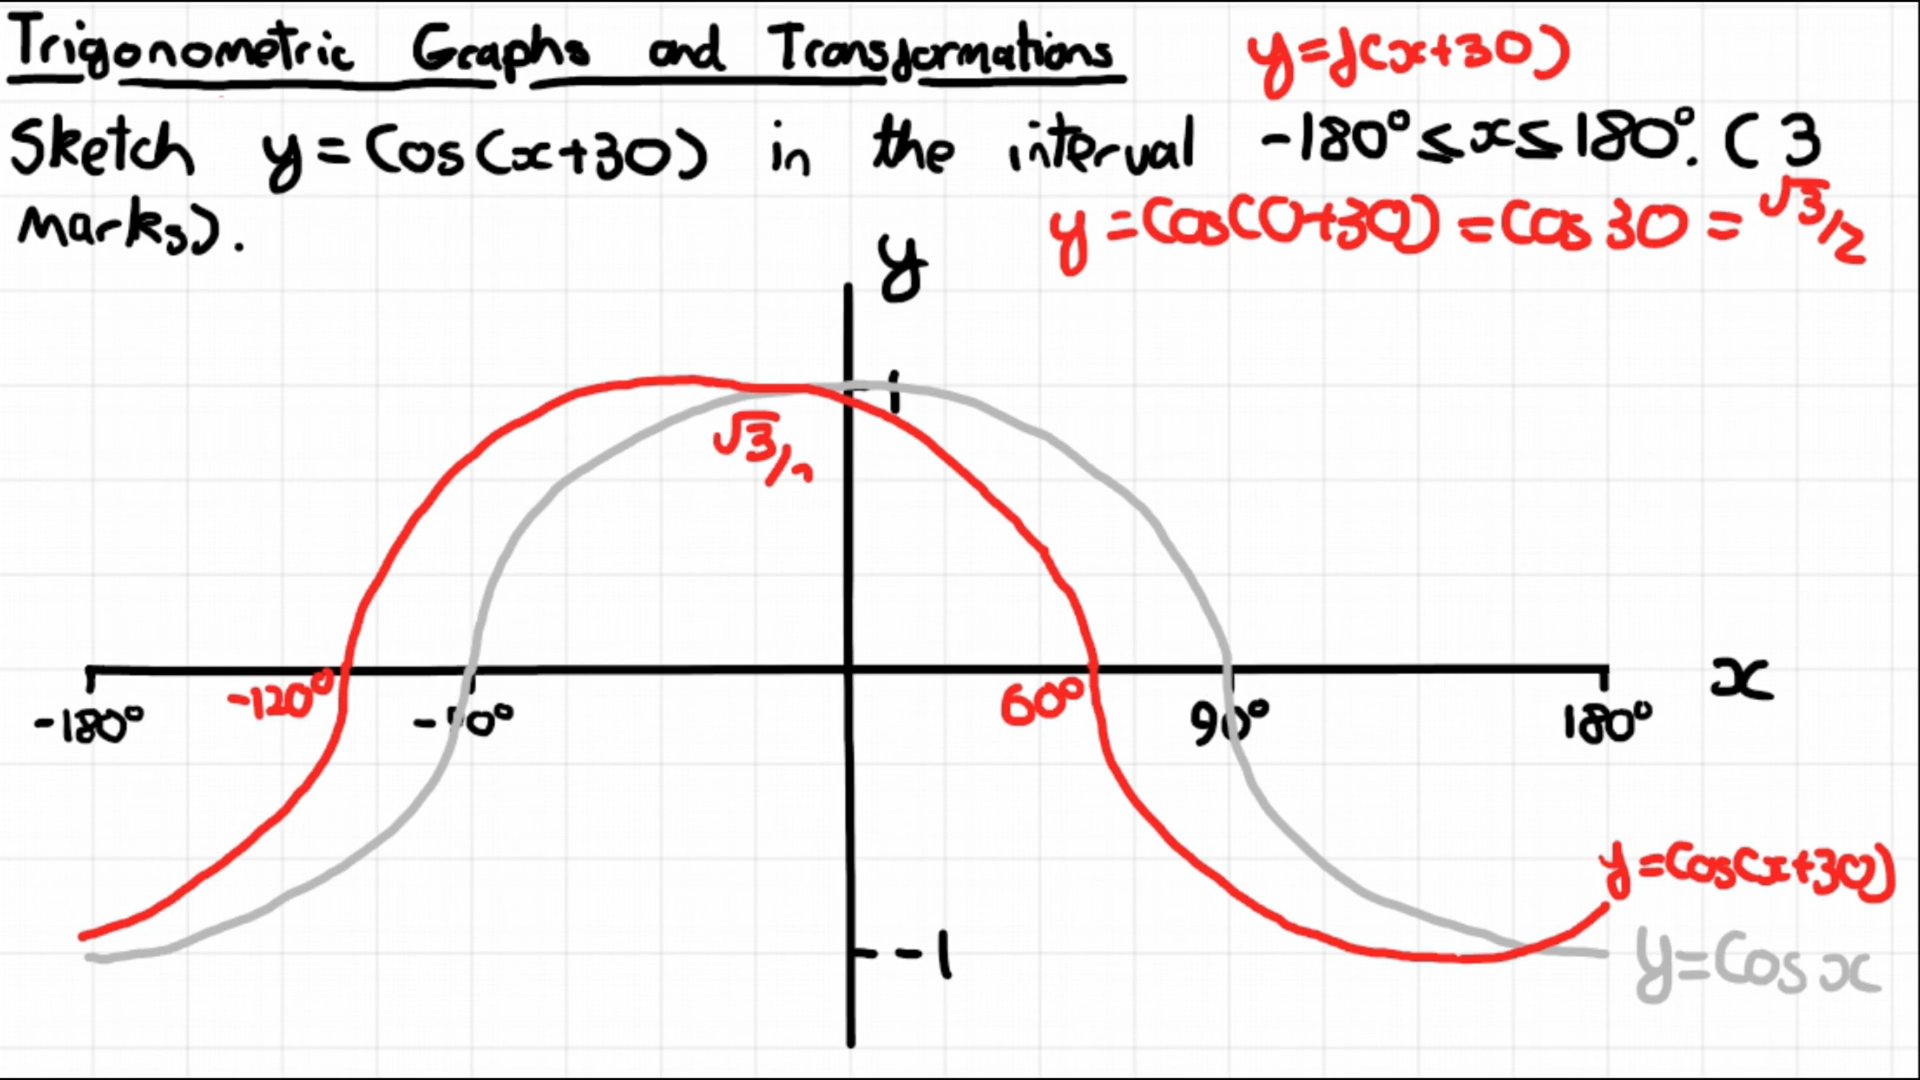 Trigonometric Graphs and Transformations
y=f(x+30)
Sketch y=Cos(x+30) in the interval -180°≤x≤180°. (3
marks).
y=Cos(0+30)=Cos 30=√3/2
y
1
√3/
-120°
60°
x
-180°
90°
180°
y=Cos(x+30)
-1
y=Cos x